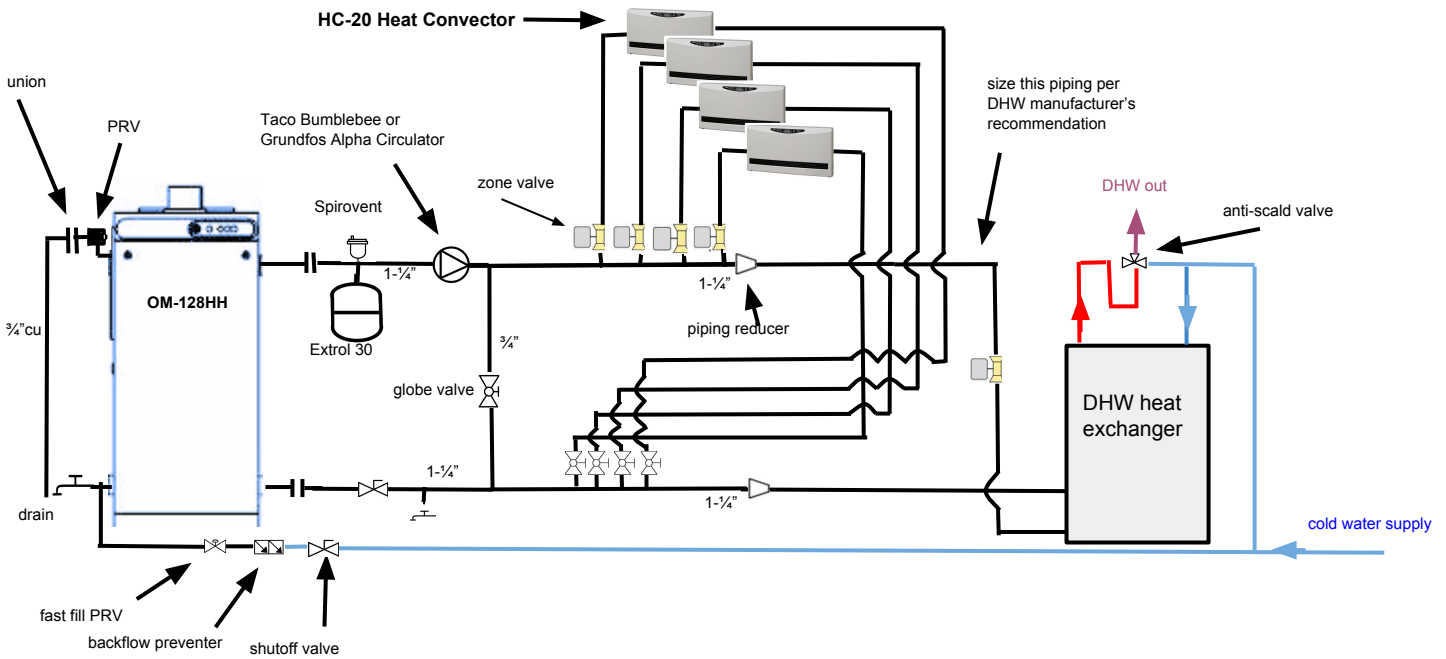 HC-20 Heat Convector
union
PRV
Taco Bumblebee or
Grundfos Alpha Circulator
size this piping per
DHW manufacturer's
recommendation
zone valve
Spirovent
DHW out
anti-scald valve
1-¼”
1-¼”
OM-128HH
¾”cu
piping reducer
¾”
Extrol 30
globe valve
DHW heat
exchanger
1-¼”
1-¼”
drain
cold water supply
fast fill PRV
backflow preventer
shutoff valve